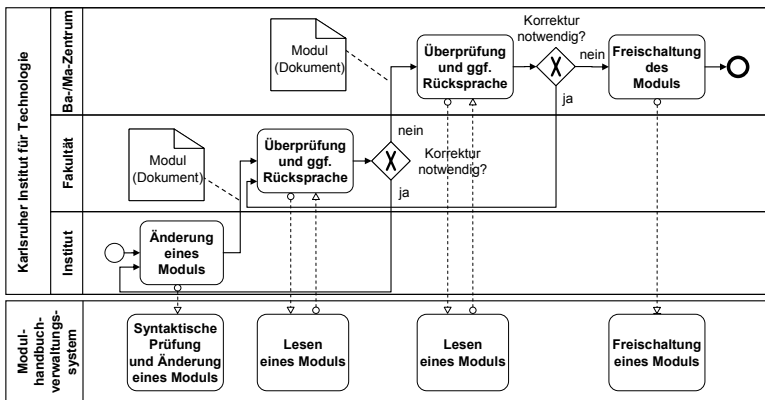 Karlsruher Institut für Technologie
Ba-/Ma-Zentrum
Modul
(Dokument)
Überprüfung
und ggf.
Rücksprache
Korrektur
notwendig?
nein
ja
Freischaltung
des
Moduls
Fakultät
Modul
(Dokument)
Überprüfung
und ggf.
Rücksprache
nein
Korrektur
notwendig?
ja
Institut
Änderung
eines
Moduls
Modul-
handbuch-
verwaltungs-
system
Syntaktische
Prüfung
und Änderung
eines Moduls
Lesen
eines Moduls
Lesen
eines Moduls
Freischaltung
eines Moduls